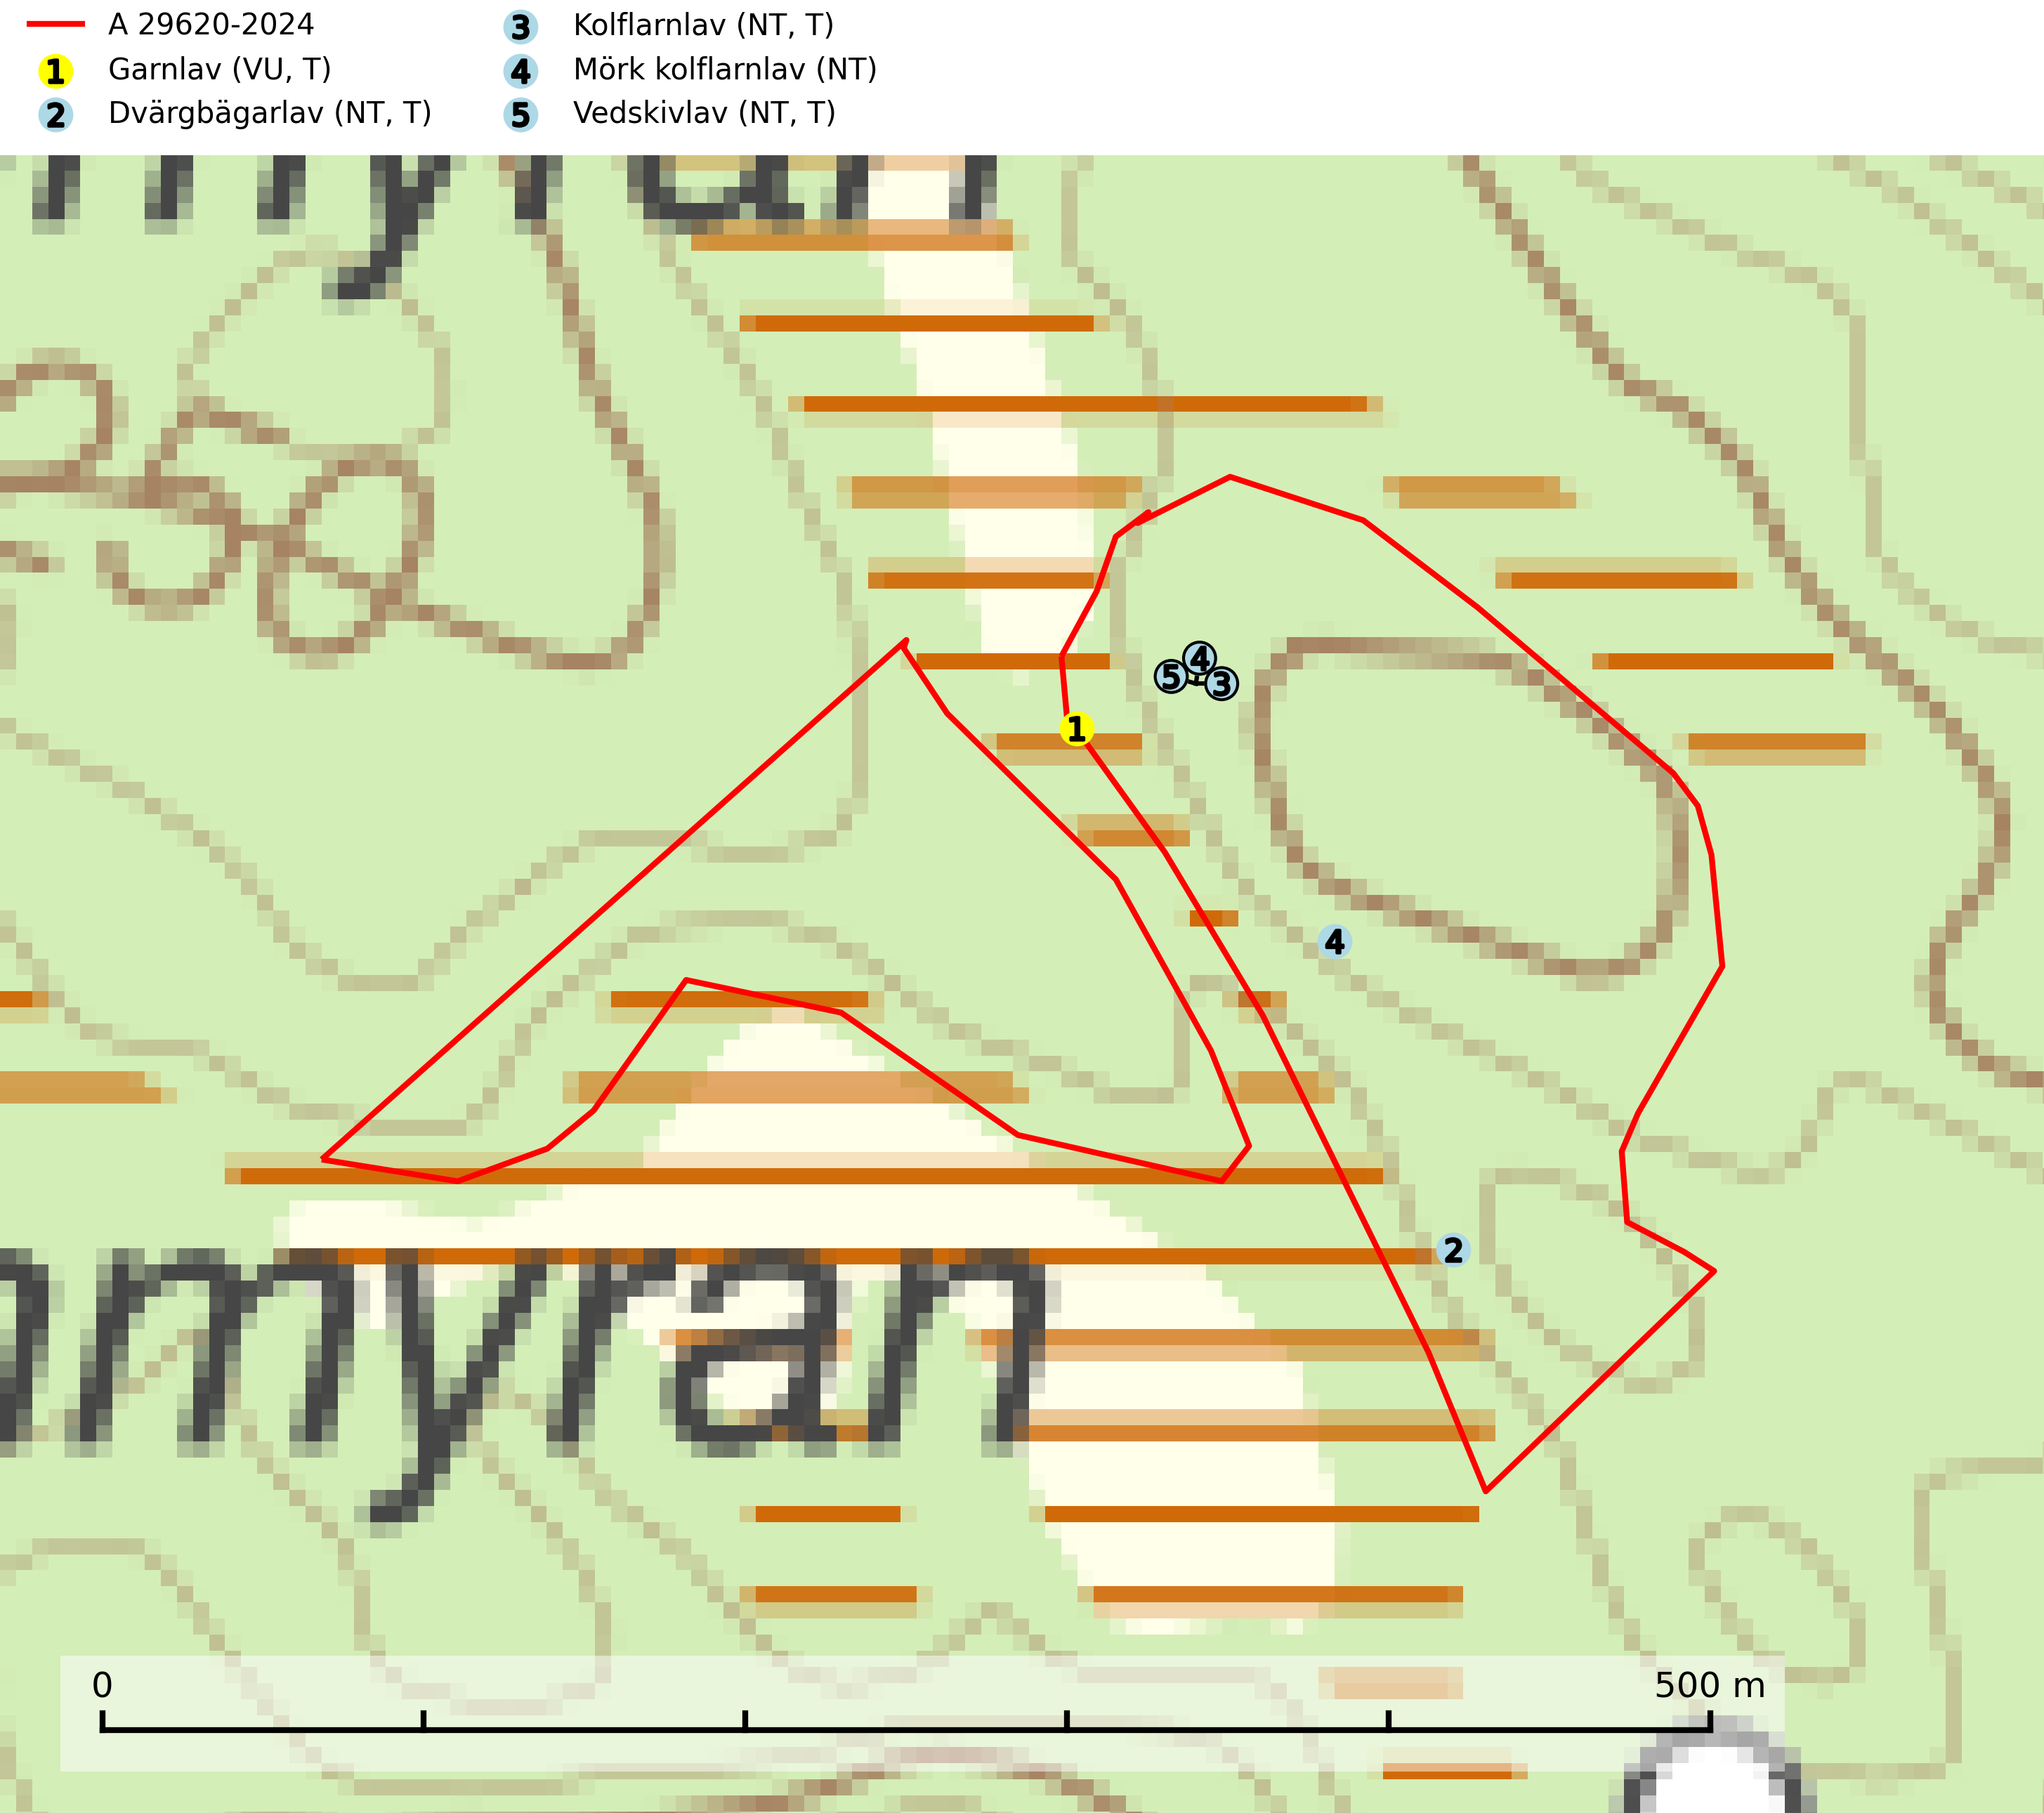 A 29620-2024
1 Garnlav (VU, T)
2 Dvärgbägarlav (NT, T)
3 Kolflarnlav (NT, T)
4 Mörk kolflarnlav (NT)
5 Vedskivlav (NT, T)
4
5
3
1
4
2
myran
0
500 m